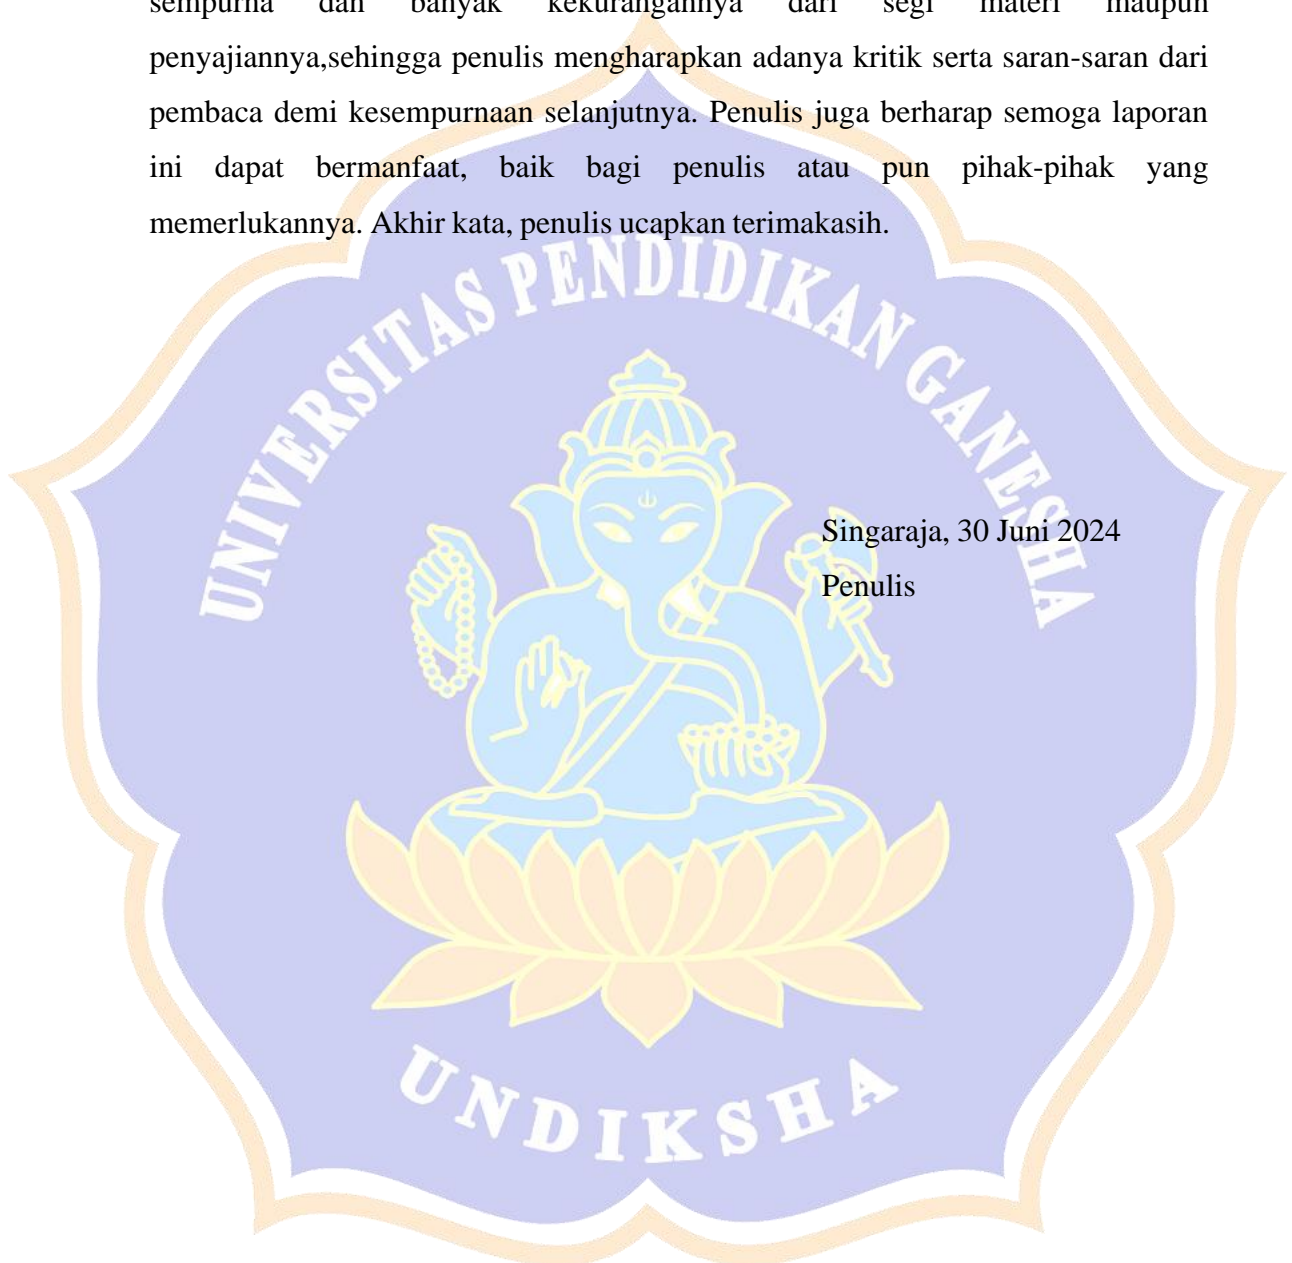 sempurna dan banyak kekurangannya dari segi materi maupun
penyajiannya,sehingga penulis mengharapkan adanya kritik serta saran-saran dari
pembaca demi kesempurnaan selanjutnya. Penulis juga berharap semoga laporan
ini dapat bermanfaat, baik bagi penulis atau pun pihak-pihak yang
memerlukannya. Akhir kata, penulis ucapkan terimakasih.
UNIVERSITAS PENDIDIKAN GANESHA
Singaraja, 30 Juni 2024
Penulis
UNDIKSHA